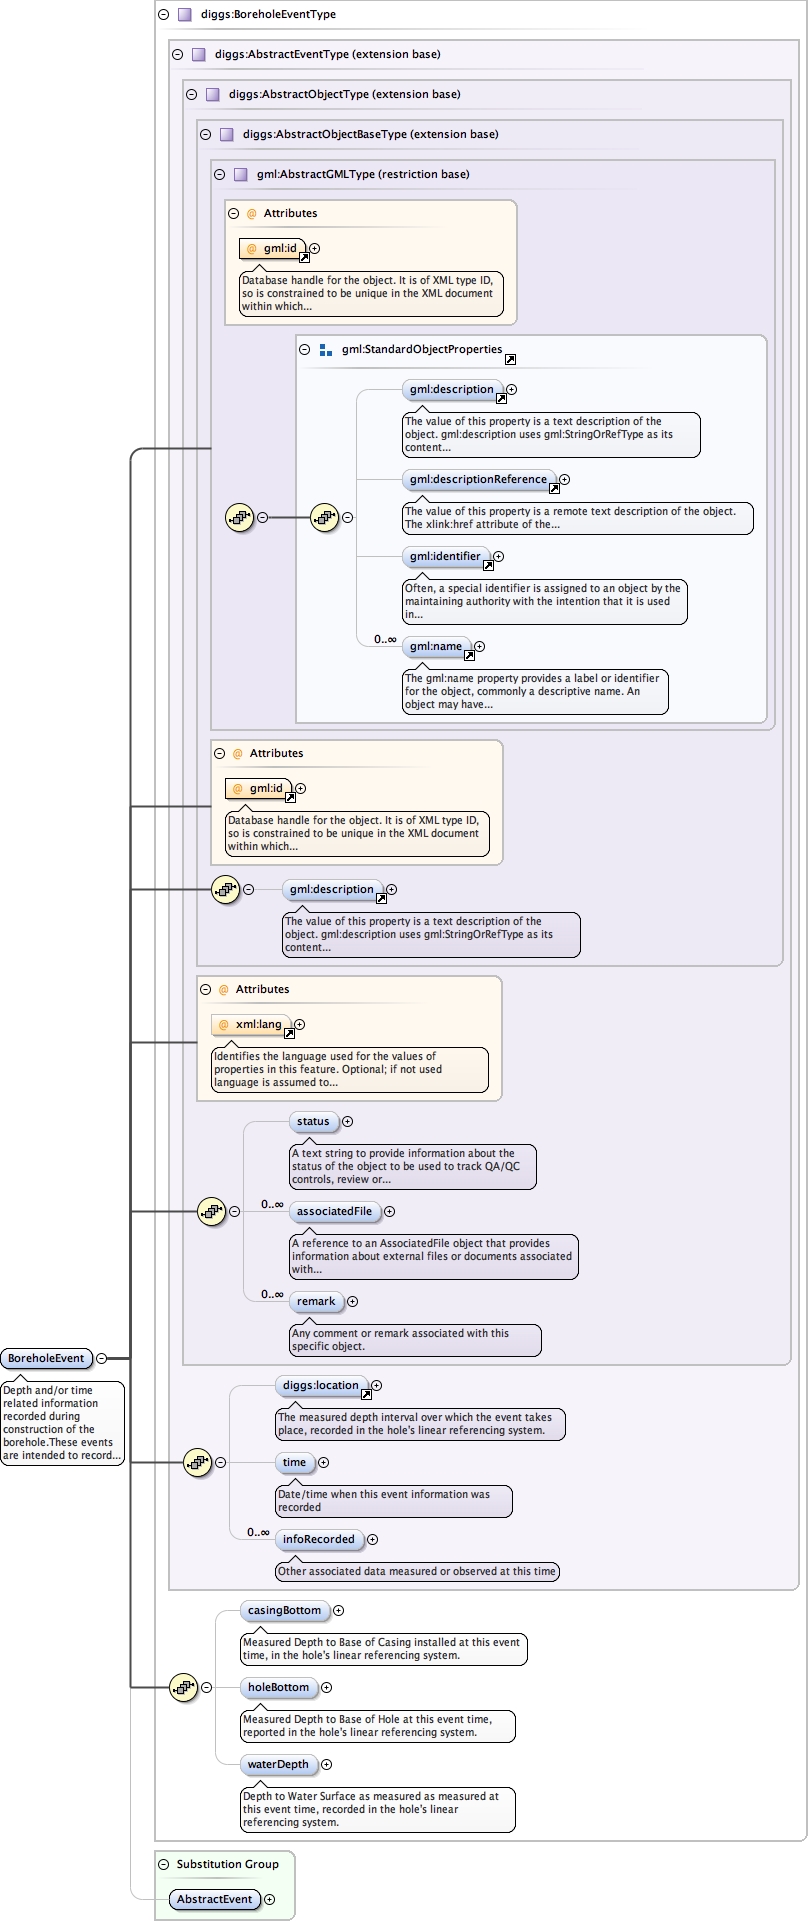 diggs:BoreholeEventType
diggs:AbstractEventType (extension base)
diggs:AbstractObjectType (extension base)
diggs:AbstractObjectBaseType (extension base)
gml:AbstractGMLType (restriction base)
@ Attributes
@ gml:id
Database handle for the object. It is of XML type ID,
so is constrained to be unique in the XML document
within which...
gml:StandardObjectProperties
gml:description
The value of this property is a text description of the
object. gml:description uses gml:StringOrRefType as its
content...
gml:descriptionReference
The value of this property is a remote text description of the object.
The xlink:href attribute of the...
gml:identifier
Often, a special identifier is assigned to an object by the
maintaining authority with the intention that it is used
in...
0..∞
gml:name
The gml:name property provides a label or identifier
for the object, commonly a descriptive name. An
object may have...
@ Attributes
@ gml:id
Database handle for the object. It is of XML type ID,
so is constrained to be unique in the XML document
within which...
gml:description
The value of this property is a text description of the
object. gml:description uses gml:StringOrRefType as its
content...
@ Attributes
@ xml:lang
Identifies the language used for the values of
properties in this feature. Optional; if not used
language is assumed to...
status
A text string to provide information about the
status of the object to be used to track QA/QC
controls, review or...
0..∞
associatedFile
A reference to an AssociatedFile object that provides
information about external files or documents associated
with...
0..∞
remark
Any comment or remark associated with this
specific object.
BoreholeEvent
Depth and/or time
related information
recorded during
construction of the
borehole.These events
are intended to record...
diggs:location
The measured depth interval over which the event takes
place, recorded in the hole's linear referencing system.
time
Date/time when this event information was
recorded
0..∞
infoRecorded
Other associated data measured or observed at this time
casingBottom
Measured Depth to Base of Casing installed at this event
time, in the hole's linear referencing system.
holeBottom
Measured Depth to Base of Hole at this event time,
reported in the hole's linear referencing system.
waterDepth
Depth to Water Surface as measured as measured at
this event time, recorded in the hole's linear
referencing system.
Substitution Group
AbstractEvent